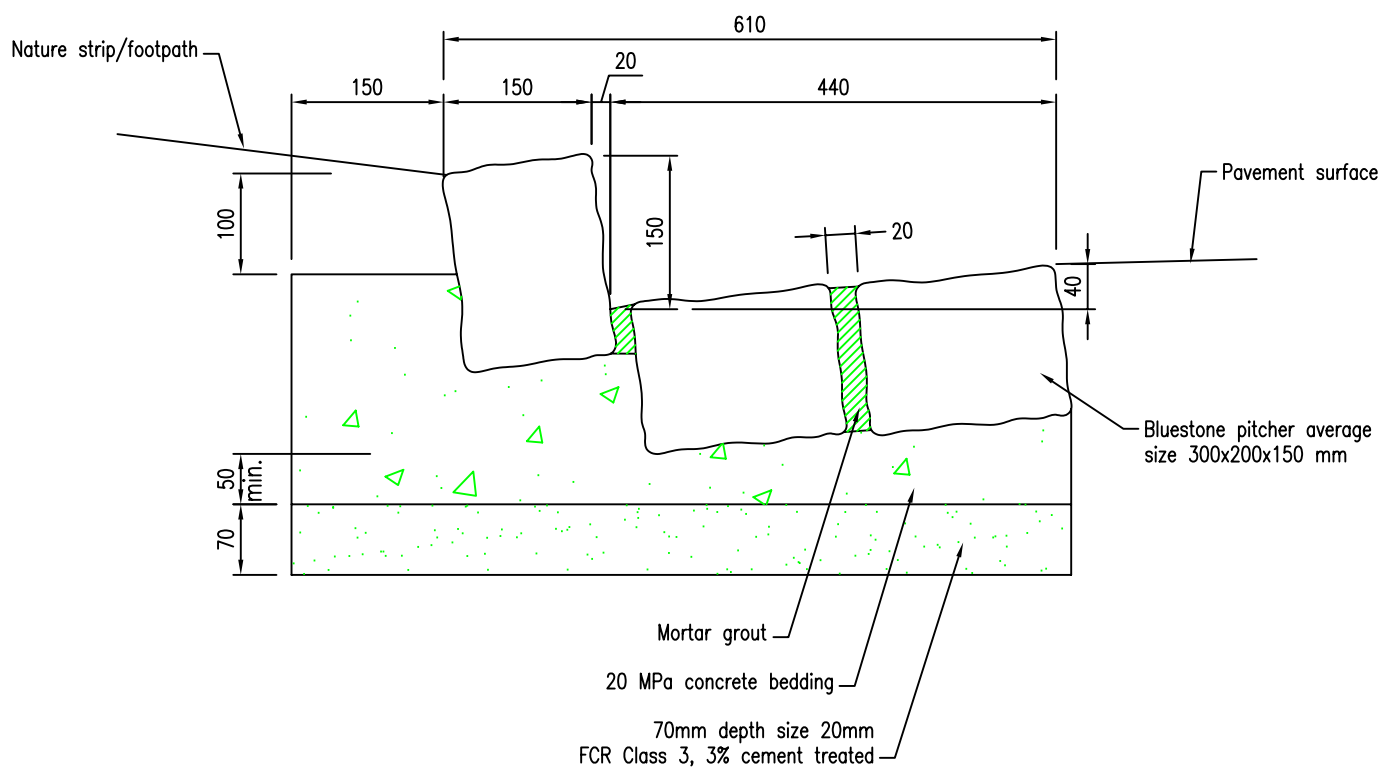 610
Nature strip/footpath
20
150
150
440
Pavement surface
100
150
20
40
Bluestone pitcher average
size 300x200x150 mm
50
min.
70
Mortar grout
20 MPa concrete bedding
70mm depth size 20mm
FCR Class 3, 3% cement treated